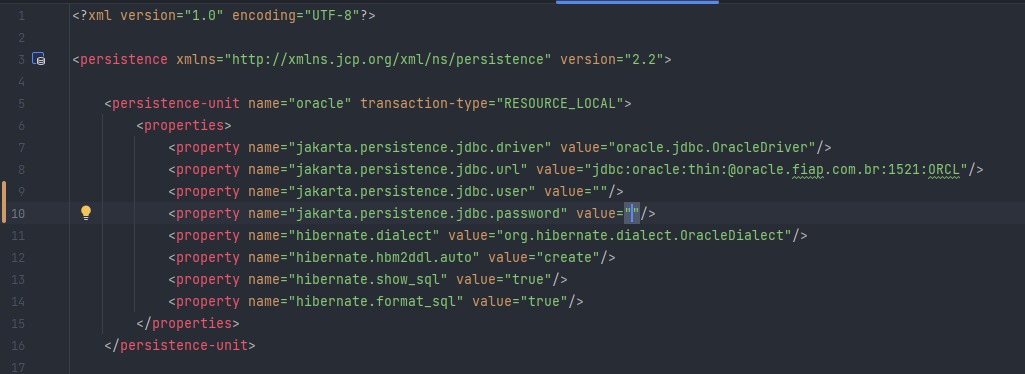 1 <?xml version="1.0" encoding="UTF-8"?>
2
3 <persistence xmlns="http://xmlns.jcp.org/xml/ns/persistence" version="2.2">
4
5 <persistence-unit name="oracle" transaction-type="RESOURCE_LOCAL">
6 <properties>
7 <property name="jakarta.persistence.jdbc.driver" value="oracle.jdbc.OracleDriver"/>
8 <property name="jakarta.persistence.jdbc.url" value="jdbc:oracle:thin:@oracle.fiap.com.br:1521:ORCL"/>
9 <property name="jakarta.persistence.jdbc.user" value=""/>
10 <property name="jakarta.persistence.jdbc.password" value=""/>
11 <property name="hibernate.dialect" value="org.hibernate.dialect.OracleDialect"/>
12 <property name="hibernate.hbm2ddl.auto" value="create"/>
13 <property name="hibernate.show_sql" value="true"/>
14 <property name="hibernate.format_sql" value="true"/>
15 </properties>
16 </persistence-unit>
17